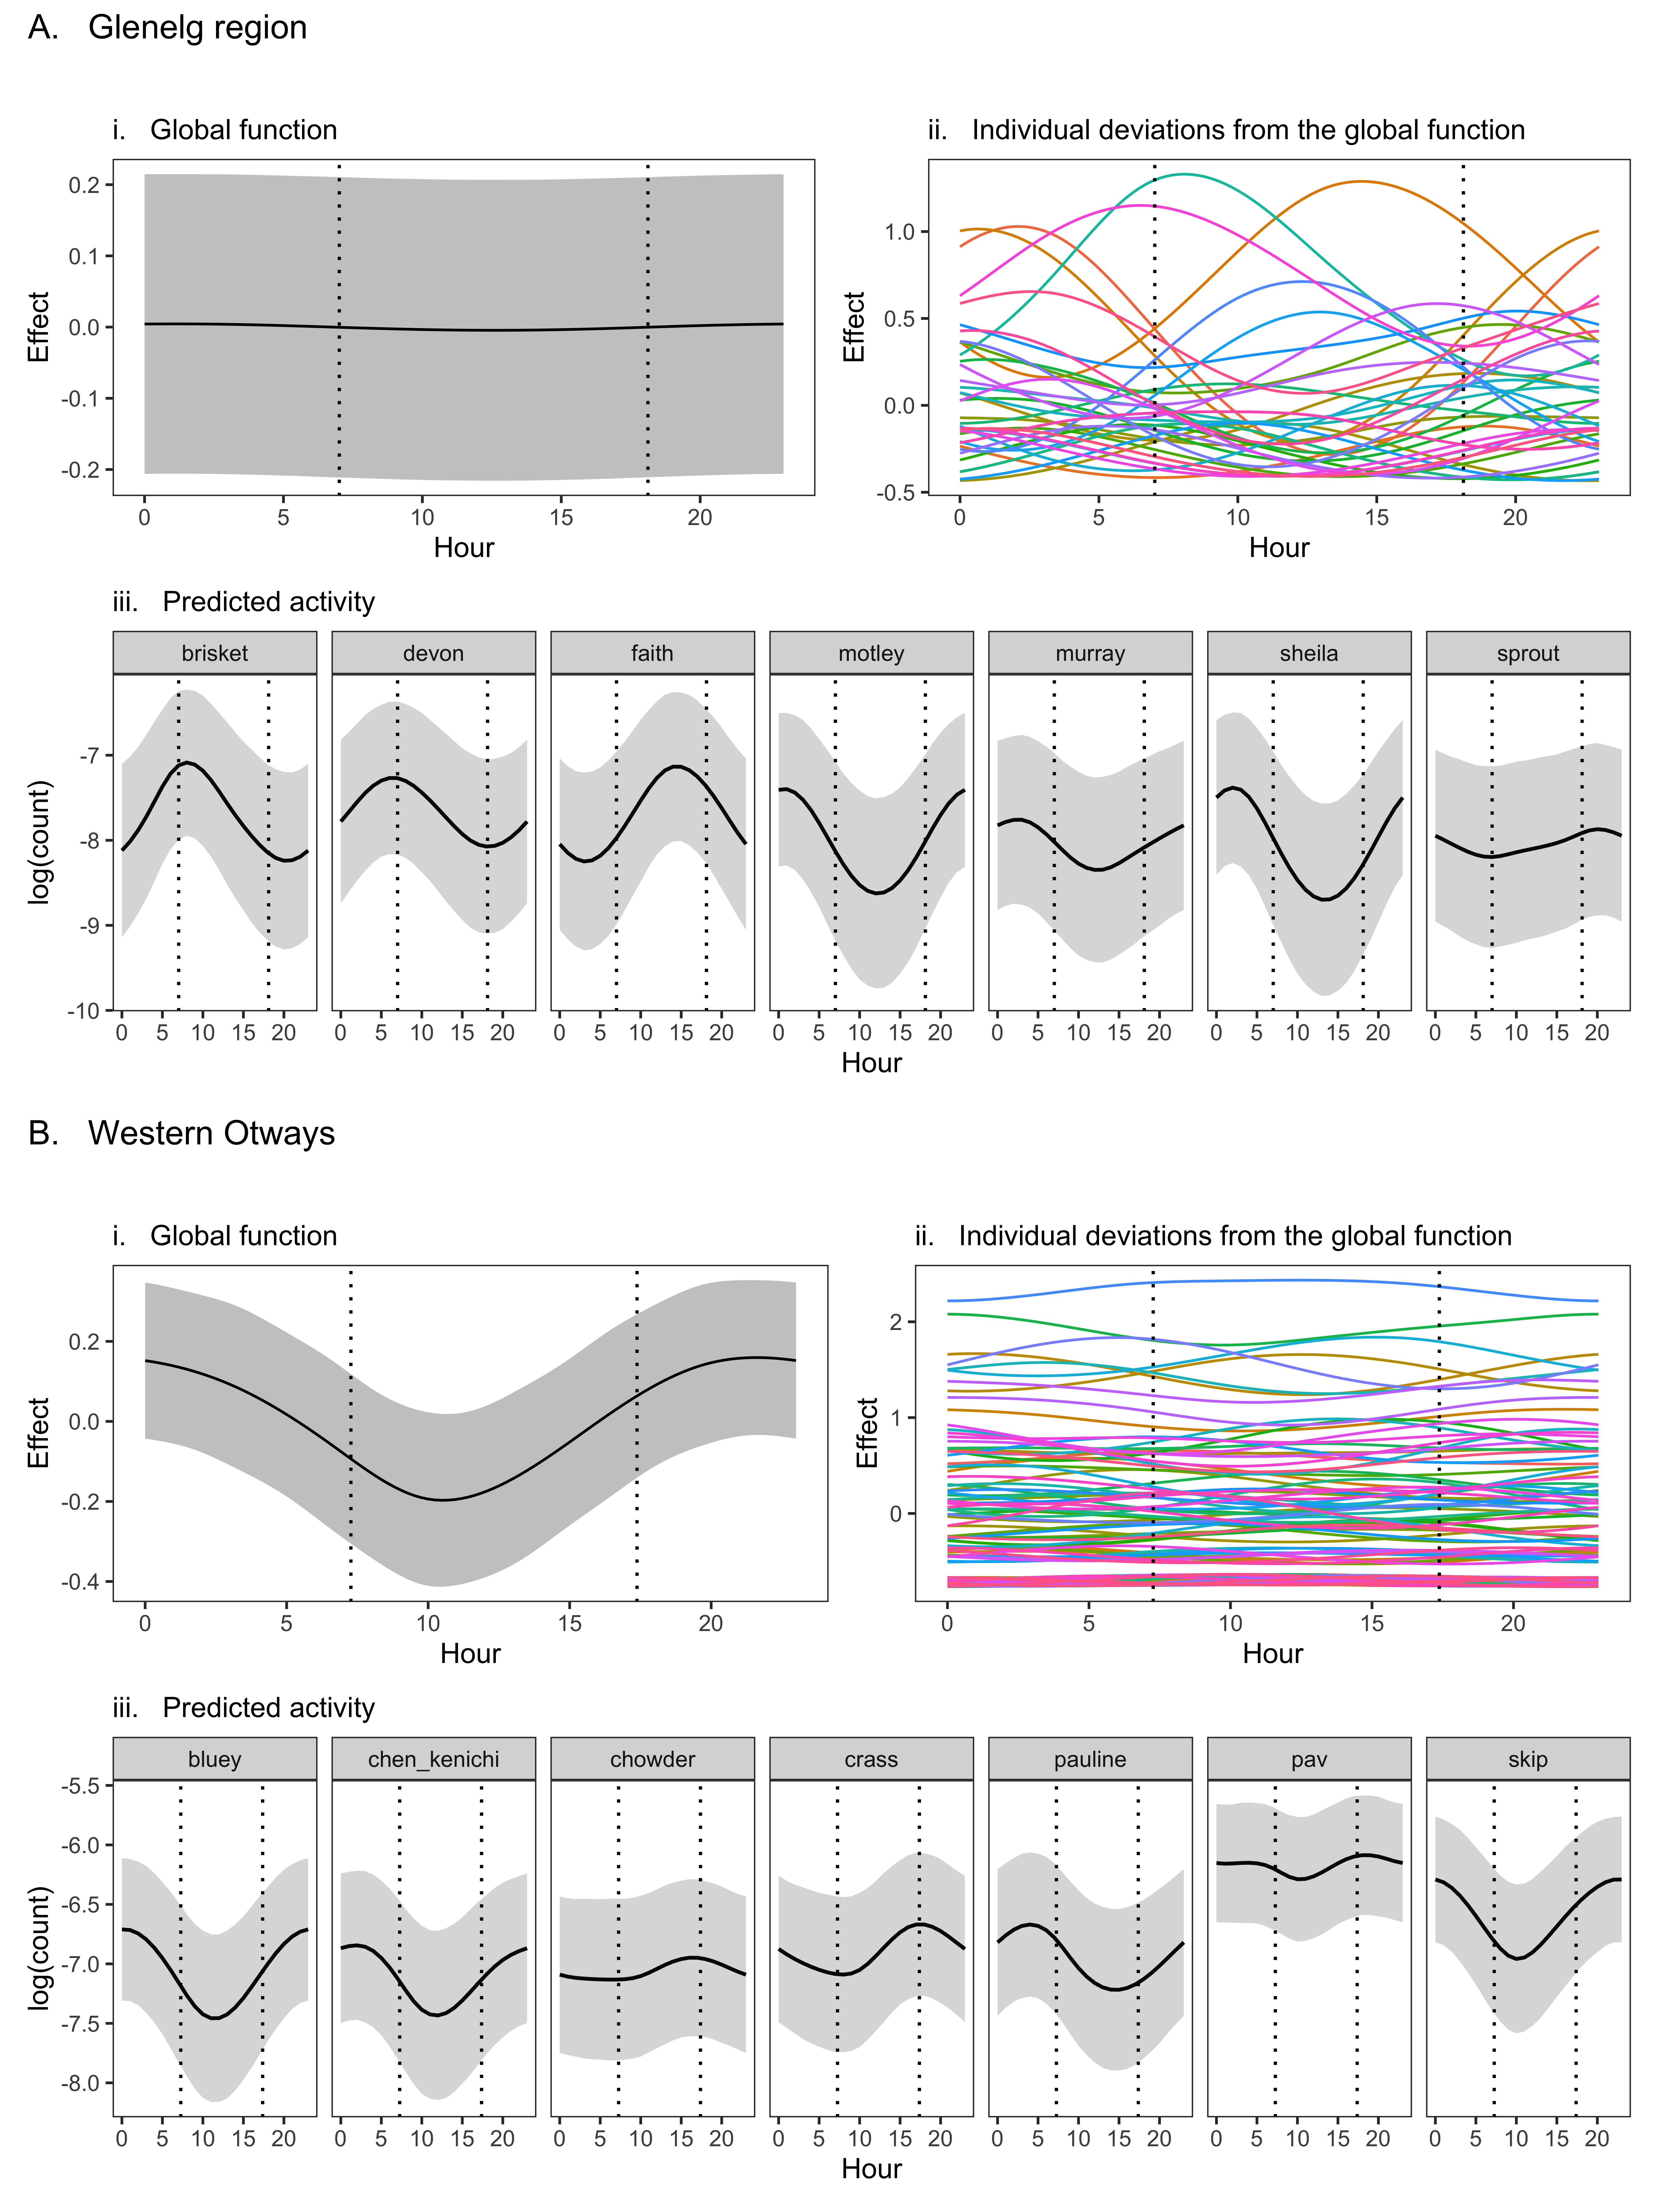 A. Glenelg region
i. Global function
ii. Individual deviations from the global function
0.2
0.1
0.0
-0.1
-0.2
Effect
0 5 10 15 20
Hour
1.0
0.5
0.0
-0.5
Effect
0 5 10 15 20
Hour
iii. Predicted activity
brisket devon faith motley murray sheila sprout
-7
-8
-9
-10
log(count)
0 5 10 15 20 0 5 10 15 20 0 5 10 15 20 0 5 10 15 20 0 5 10 15 20 0 5 10 15 20 0 5 10 15 20
Hour
B. Western Otways
i. Global function
ii. Individual deviations from the global function
0.2
0.0
-0.2
-0.4
Effect
0 5 10 15 20
Hour
2
1
0
Effect
0 5 10 15 20
Hour
iii. Predicted activity
bluey chen_kenichi chowder crass pauline pav skip
-5.5
-6.0
-6.5
-7.0
-7.5
-8.0
log(count)
0 5 10 15 20 0 5 10 15 20 0 5 10 15 20 0 5 10 15 20 0 5 10 15 20 0 5 10 15 20 0 5 10 15 20
Hour